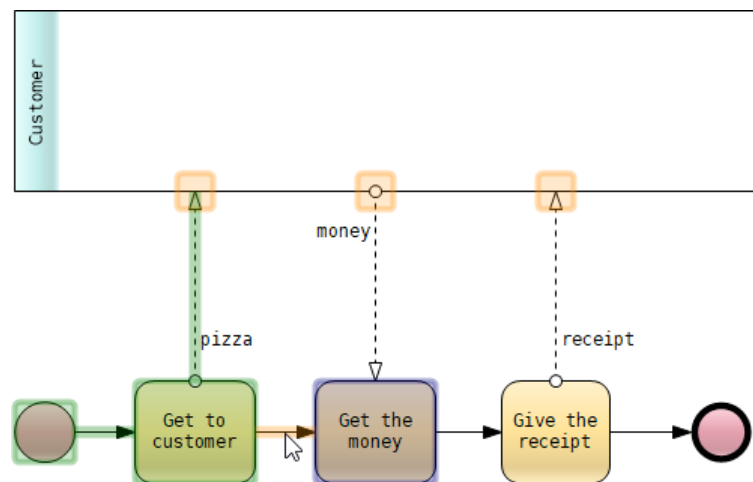 Customer
money
pizza
receipt
Get to
customer
Get the
money
Give the
receipt